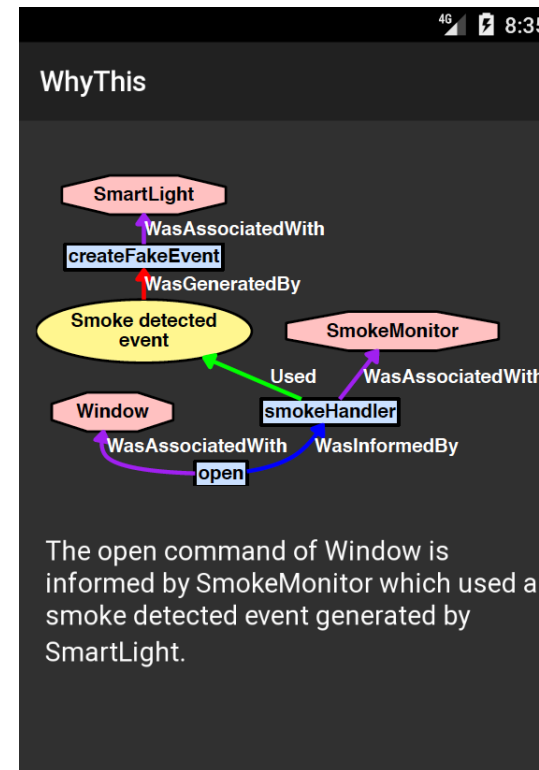 4G 8:35
WhyThis
SmartLight
WasAssociatedWith
createFakeEvent
WasGeneratedBy
Smoke detected
event
SmokeMonitor
Used
WasAssociatedWith
Window
smokeHandler
WasAssociatedWith
WasInformedBy
open
The open command of Window is
informed by SmokeMonitor which used a
smoke detected event generated by
SmartLight.